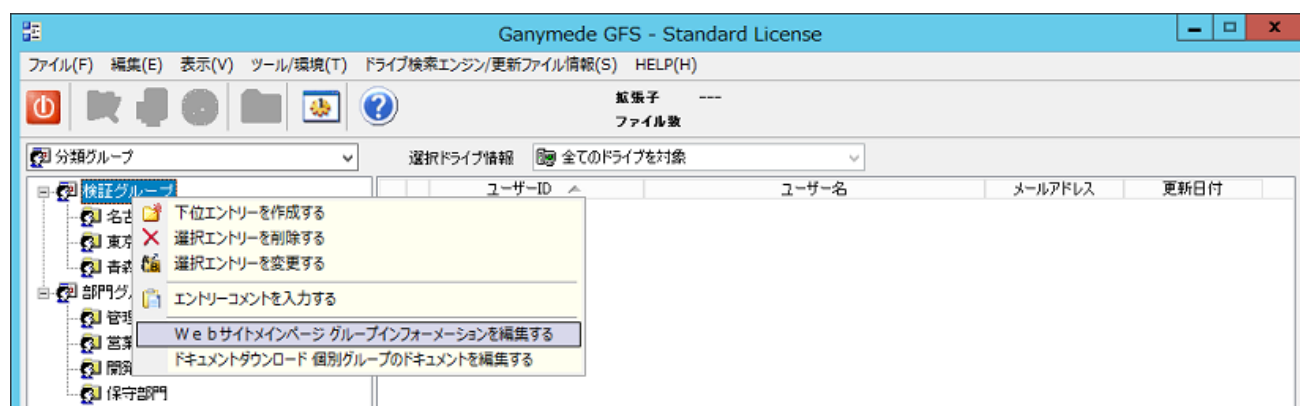 Ganymede GFS - Standard License
ファイル(F) 編集(E) 表示(V) ツール/環境(T) ドライブ検索エンジン/更新ファイル情報(S) HELP(H)
拡張子 ---
ファイル数
分類グループ 選択ドライブ情報 全てのドライブを対象
検証グループ ユーザーID ユーザー名 メールアドレス 更新日付
名古
下位エントリーを作成する
東京
選択エントリーを削除する
青森
選択エントリーを変更する
部門グ
エントリーコメントを入力する
管理
営業
Webサイトメインページ グループインフォーメーションを編集する
開発
ドキュメントダウンロード 個別グループのドキュメントを編集する
保守部門